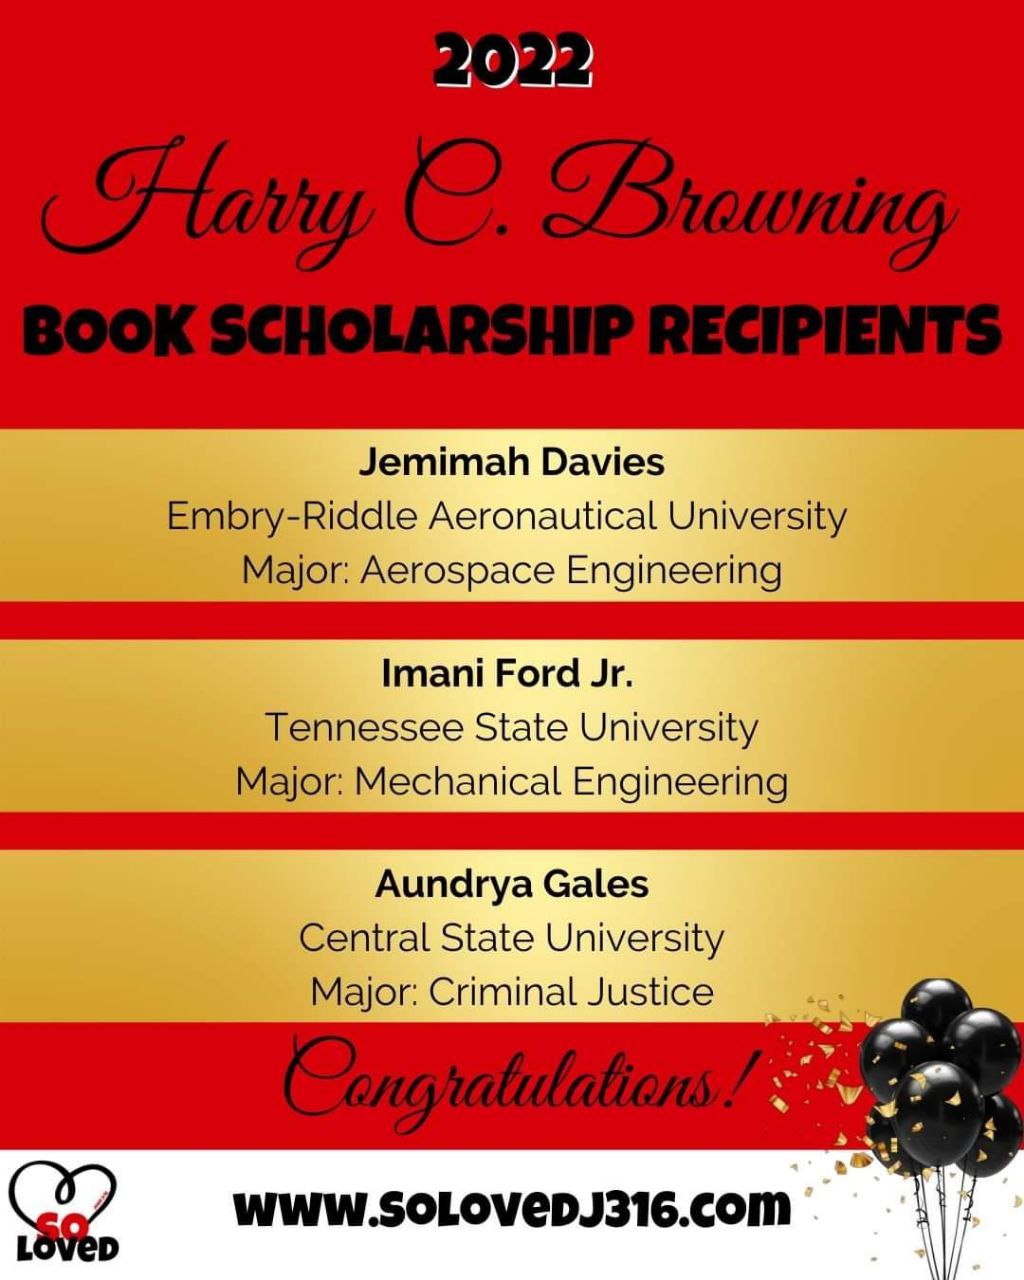 2022
Harry C. Browning
BOOK SCHOLARSHIP RECIPIENTS
Jemimah Davies
Embry-Riddle Aeronautical University
Major: Aerospace Engineering
Imani Ford Jr.
Tennessee State University
Major: Mechanical Engineering
Aundrya Gales
Central State University
Major: Criminal Justice
Congratulations!
SO
LOVED
www.SOLOVEDJ316.com